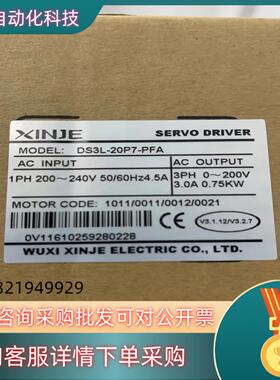 自动化科技
XINJE
SERVO DRIVER
MODEL: DS3L-20P7-PFA
AC INPUT
AC OUTPUT
1PH 200~240V 50/60Hz4.5A
3PH 0~200V
3.0A 0.75KW
MOTOR CODE: 1011/0011/0012/0021
V3.1.12/V3.2.7
0V11610259280228
WUXI XINJE ELECTRIC CO., LTD.
821949929
咨询采购批发可对公开票
客服详情下单采购